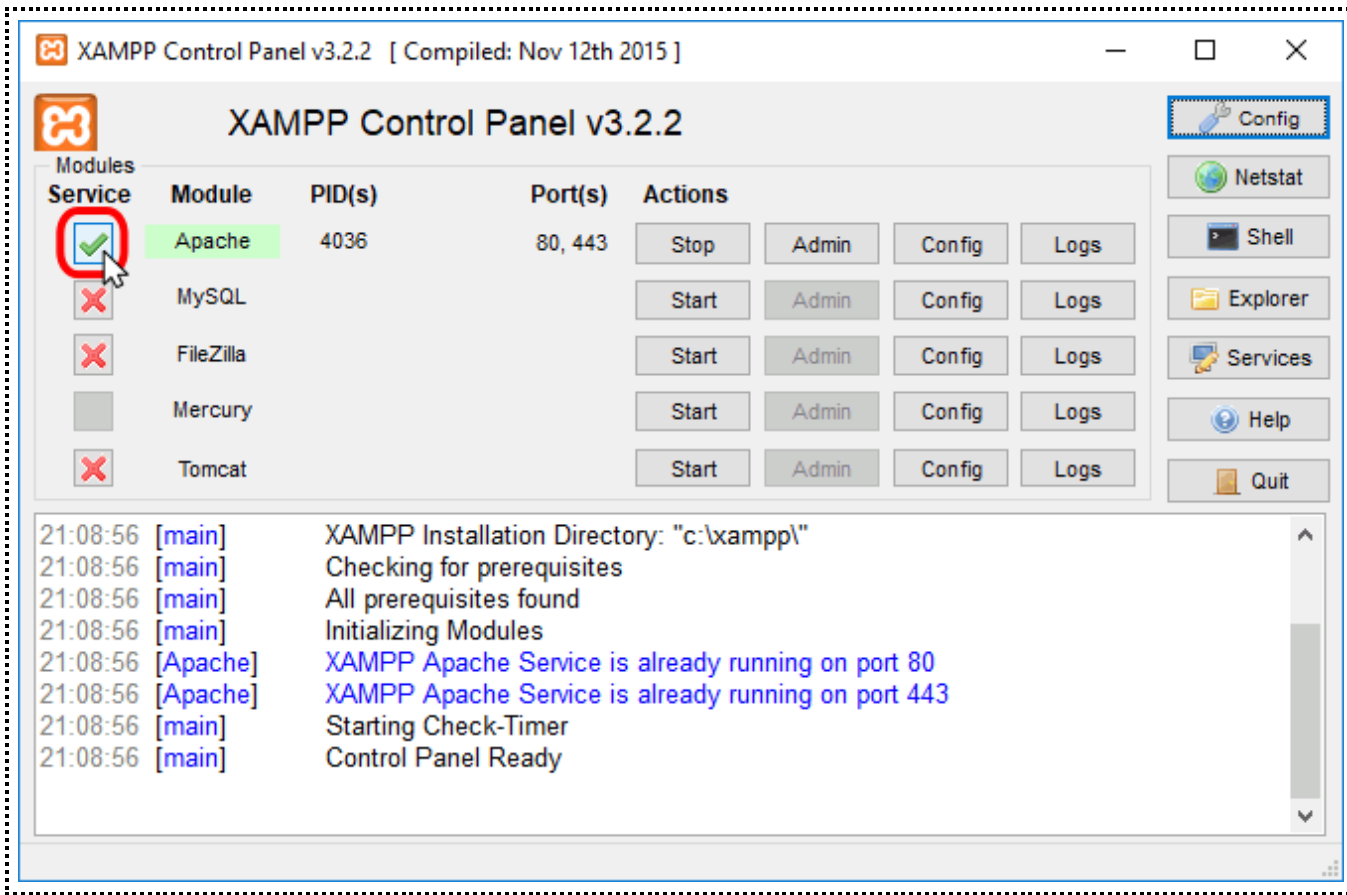 XAMPP Control Panel v3.2.2 [ Compiled: Nov 12th 2015 ]
XAMPP Control Panel v3.2.2
Config
Modules
Service Module PID(s) Port(s) Actions
Netstat
Apache 4036 80, 443 Stop Admin Config Logs
Shell
MySQL Start Admin Config Logs
Explorer
FileZilla Start Admin Config Logs
Services
Mercury Start Admin Config Logs
Help
Tomcat Start Admin Config Logs
Quit
21:08:56 [main] XAMPP Installation Directory: "c:\xampp\"
21:08:56 [main] Checking for prerequisites
21:08:56 [main] All prerequisites found
21:08:56 [main] Initializing Modules
21:08:56 [Apache] XAMPP Apache Service is already running on port 80
21:08:56 [Apache] XAMPP Apache Service is already running on port 443
21:08:56 [main] Starting Check-Timer
21:08:56 [main] Control Panel Ready